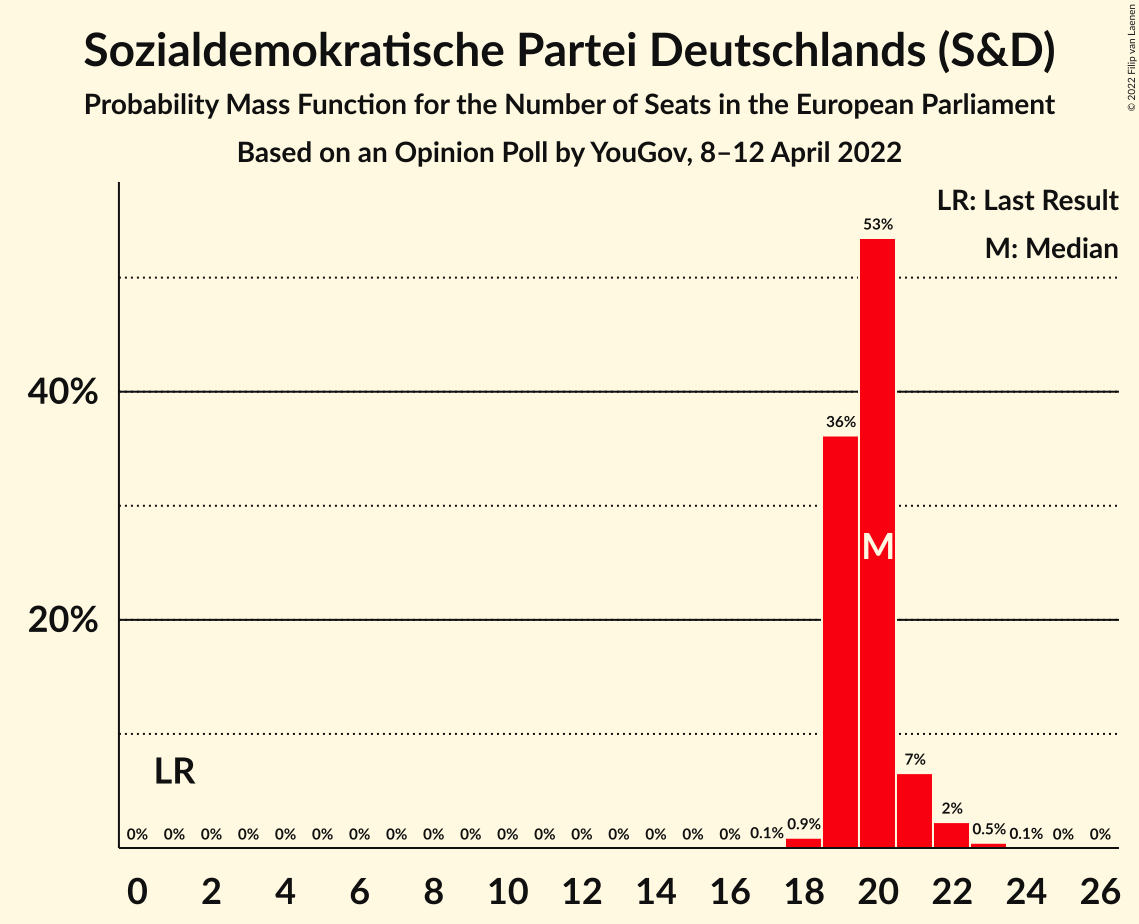 Sozialdemokratische Partei Deutschlands (S&D)
Probability Mass Function for the Number of Seats in the European Parliament
Based on an Opinion Poll by YouGov, 8–12 April 2022
© 2022 Filip van Laenen
LR: Last Result
M: Median
53%
40%
36%
M
20%
LR
7%
2%
0% 0% 0% 0% 0% 0% 0% 0% 0% 0% 0% 0% 0% 0% 0% 0% 0% 0.1% 0.9% 0.5% 0.1% 0% 0%
0 2 4 6 8 10 12 14 16 18 20 22 24 26